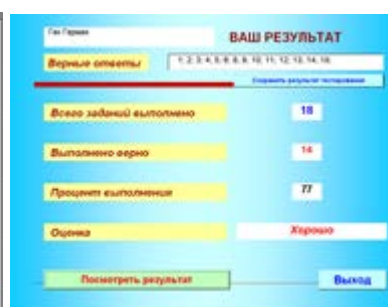 ВАШ РЕЗУЛЬТАТ
Верные ответы
Сохранить результат тестирования
Всего заданий выполнено 18
Выполнено верно 14
Процент выполнения 77
Оценка Хорошо
Посмотреть результат Выход